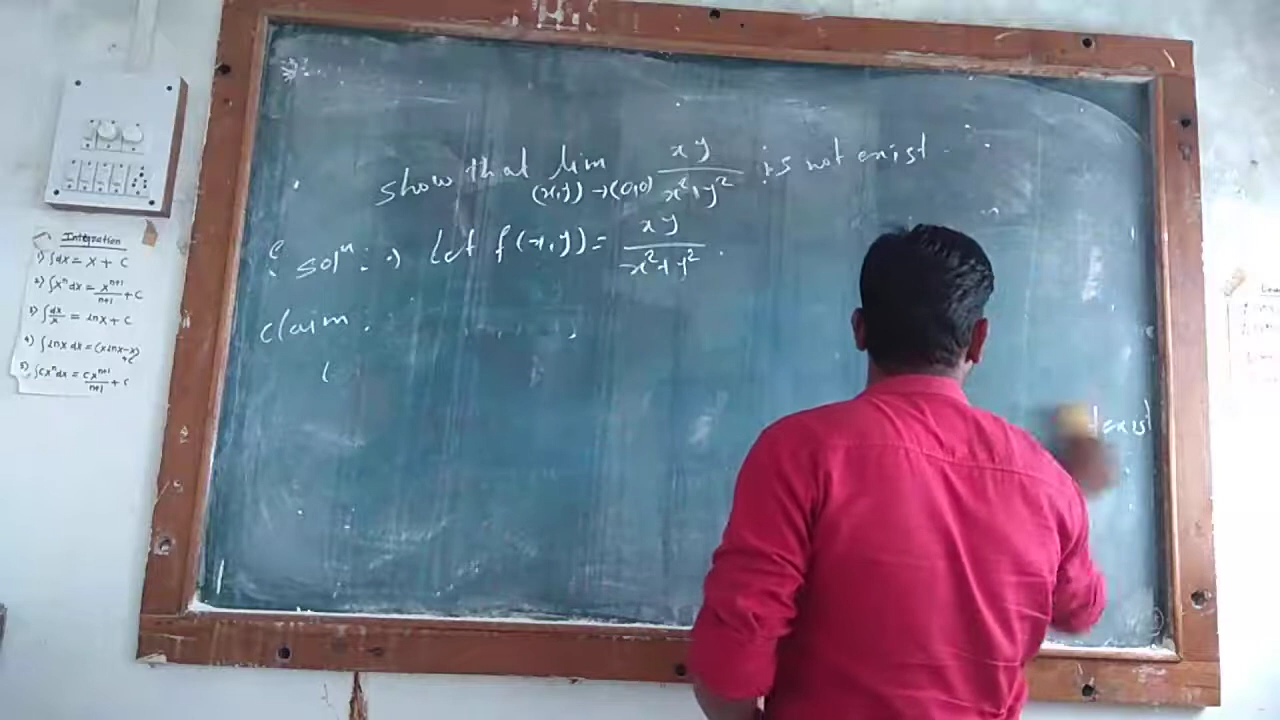 show that lim (x,y)→(0,0) xy/x²+y² is not exist.
solⁿ :→ Let f(x,y) = xy/x²+y².
claim :
(
exist
Integration
1) ∫dx = x + c
2) ∫xⁿ dx = xⁿ⁺¹/n+1 + c
3) ∫dx/x = lnx + c
4) ∫lnx dx = (xlnx-x) + c
5) ∫cxⁿ dx = cxⁿ⁺¹/n+1 + c